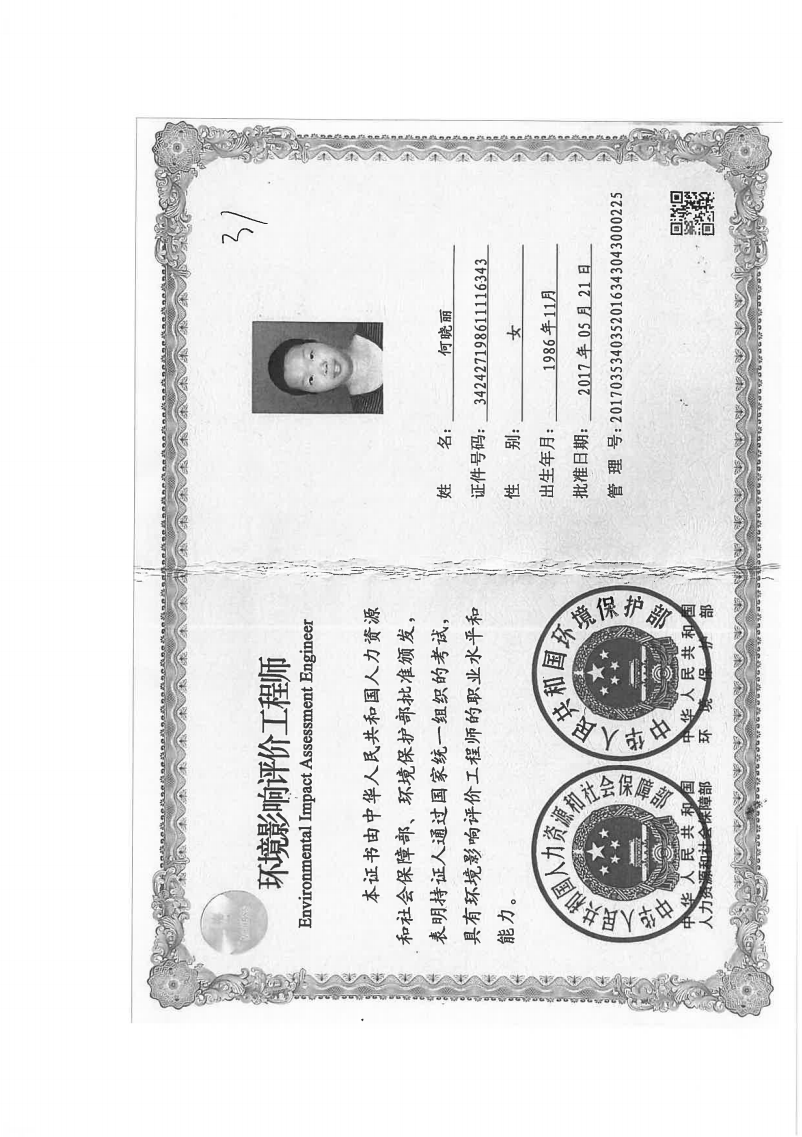 环境影响评价工程师
Environmental Impact Assessment Engineer
本证书由中华人民共和国人力资源
和社会保障部、环境保护部批准颁发，
表明持证人通过国家统一组织的考试，
具有环境影响评价工程师的职业水平和
能力。
中华人民共和国人力资源和社会保障部
中华人民共和国
人力资源和社会保障部
中华人民共和国环境保护部
中华人民共和国
环境保护部
31
姓 名： 何晓丽
证件号码： 342427198611116343
性 别： 女
出生年月： 1986年11月
批准日期： 2017年05月21日
管 理 号： 2017035340352016343043000225